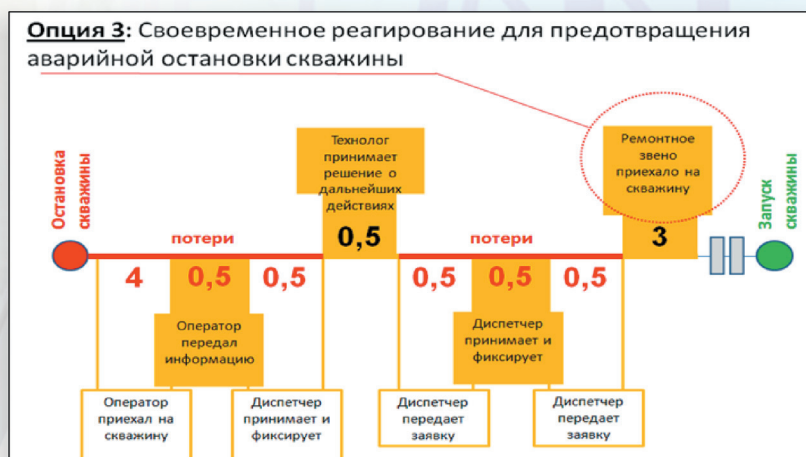 Опция 3: Своевременное реагирование для предотвращения
аварийной остановки скважины
Остановка
скважины
потери
Технолог
принимает
решение о
дальнейших
действиях
потери
Ремонтное
звено
приехало на
скважину
Запуск
скважины
4
0,5
0,5
0,5
0,5
0,5
0,5
3
Оператор
передал
информацию
Диспетчер
принимает и
фиксирует
Оператор
приехал на
скважину
Диспетчер
принимает и
фиксирует
Диспетчер
передает
заявку
Диспетчер
передает
заявку